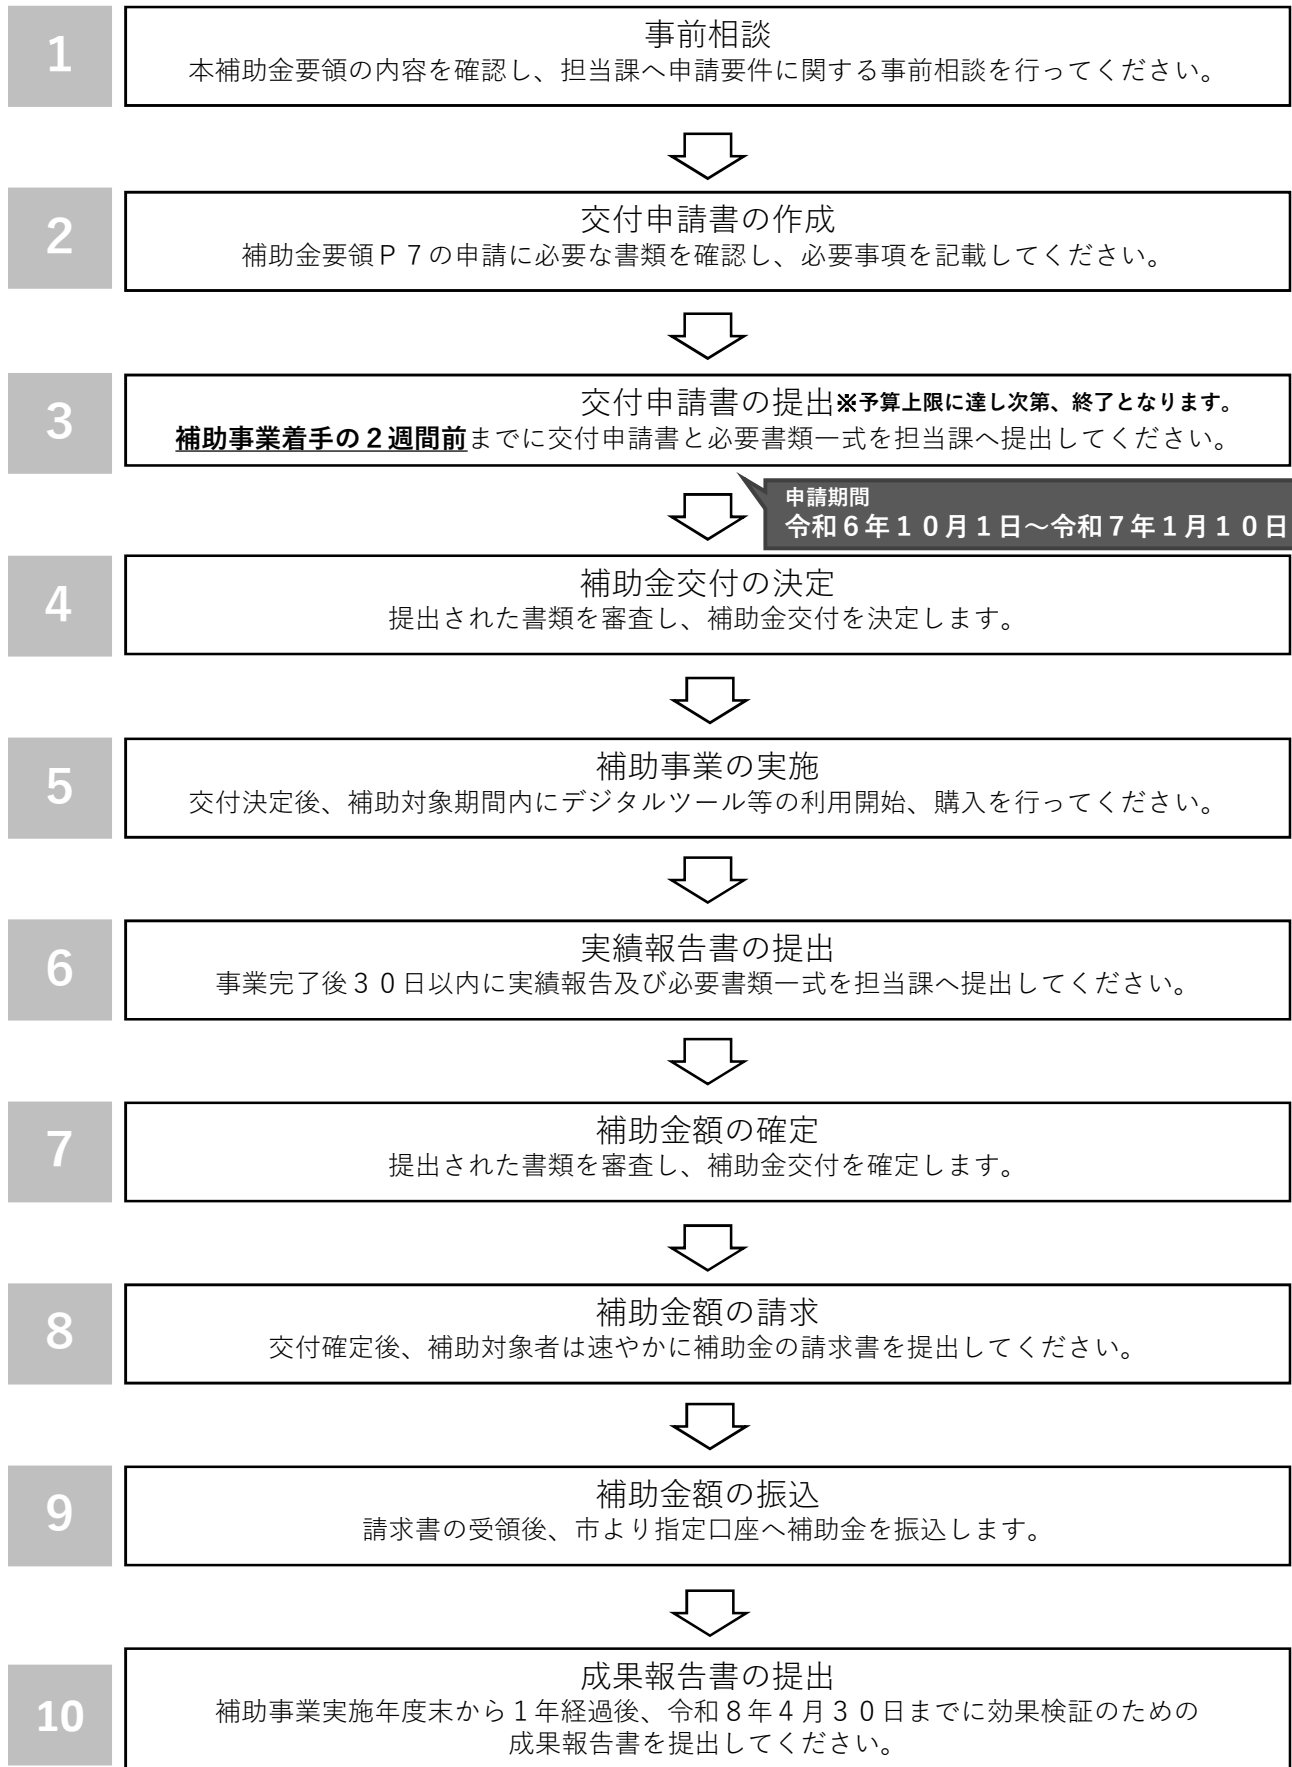 1
事前相談
本補助金要領の内容を確認し、担当課へ申請要件に関する事前相談を行ってください。
2
交付申請書の作成
補助金要領P７の申請に必要な書類を確認し、必要事項を記載してください。
3
交付申請書の提出※予算上限に達し次第、終了となります。
補助事業着手の２週間前までに交付申請書と必要書類一式を担当課へ提出してください。
申請期間
令和６年１０月１日～令和７年１月１０日
4
補助金交付の決定
提出された書類を審査し、補助金交付を決定します。
5
補助事業の実施
交付決定後、補助対象期間内にデジタルツール等の利用開始、購入を行ってください。
6
実績報告書の提出
事業完了後３０日以内に実績報告及び必要書類一式を担当課へ提出してください。
7
補助金額の確定
提出された書類を審査し、補助金交付を確定します。
8
補助金額の請求
交付確定後、補助対象者は速やかに補助金の請求書を提出してください。
9
補助金額の振込
請求書の受領後、市より指定口座へ補助金を振込します。
10
成果報告書の提出
補助事業実施年度末から１年経過後、令和８年４月３０日までに効果検証のための
成果報告書を提出してください。